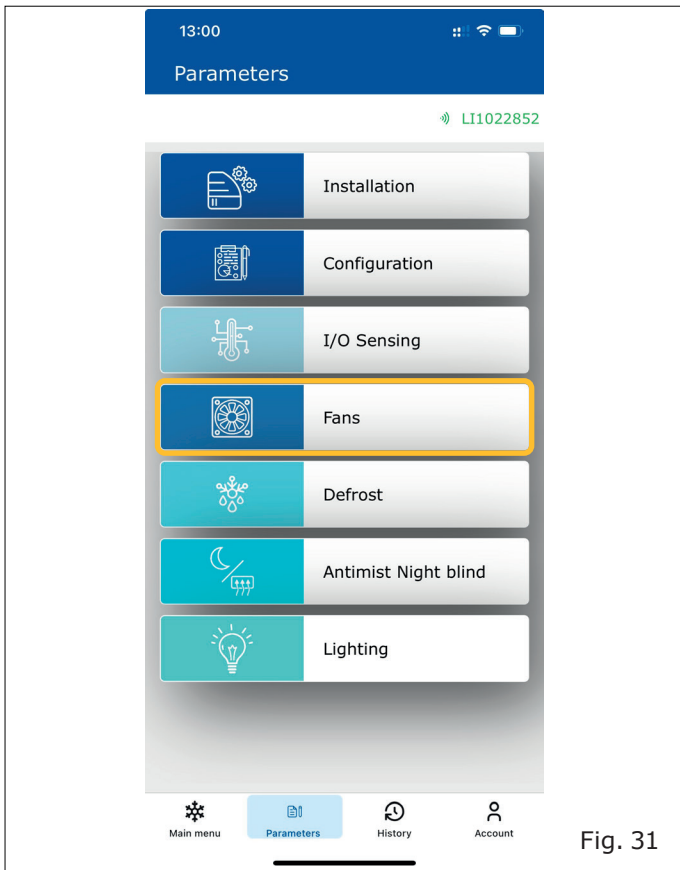 13:00
Parameters
LI1022852
Installation
Configuration
I/O Sensing
Fans
Defrost
Antimist Night blind
Lighting
Main menu Parameters History Account
Fig. 31